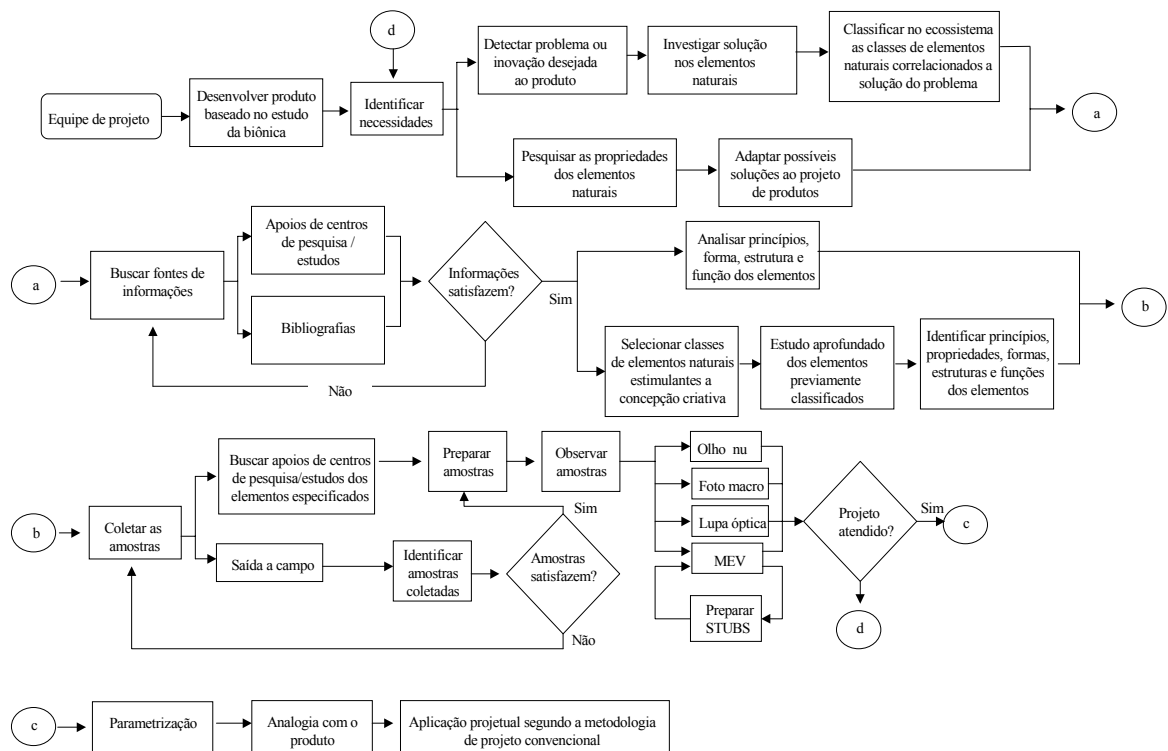 d
Equipe de projeto
Desenvolver produto
baseado no estudo
da biônica
Identificar
necessidades
Detectar problema ou
inovação desejada
ao produto
Investigar solução
nos elementos
naturais
Classificar no ecossistema
as classes de elementos
naturais correlacionados a
solução do problema
Pesquisar as propriedades
dos elementos
naturais
Adaptar possíveis
soluções ao projeto
de produtos
a
a
Buscar fontes de
informações
Apoios de centros
de pesquisa /
estudos
Bibliografias
Informações
satisfazem?
Não
Sim
Analisar princípios,
forma, estrutura e
função dos elementos
Selecionar classes
de elementos naturais
estimulantes a
concepção criativa
Estudo aprofundado
dos elementos
previamente
classificados
Identificar princípios,
propriedades, formas,
estruturas e funções
dos elementos
b
b
Coletar as
amostras
Buscar apoios de centros
de pesquisa/estudos dos
elementos especificados
Saída a campo
Identificar
amostras
coletadas
Amostras
satisfazem?
Sim
Não
Preparar
amostras
Observar
amostras
Olho nu
Foto macro
Lupa óptica
MEV
Preparar
STUBS
Projeto
atendido?
Sim
c
d
c
Parametrização
Analogia com o
produto
Aplicação projetual segundo a metodologia
de projeto convencional